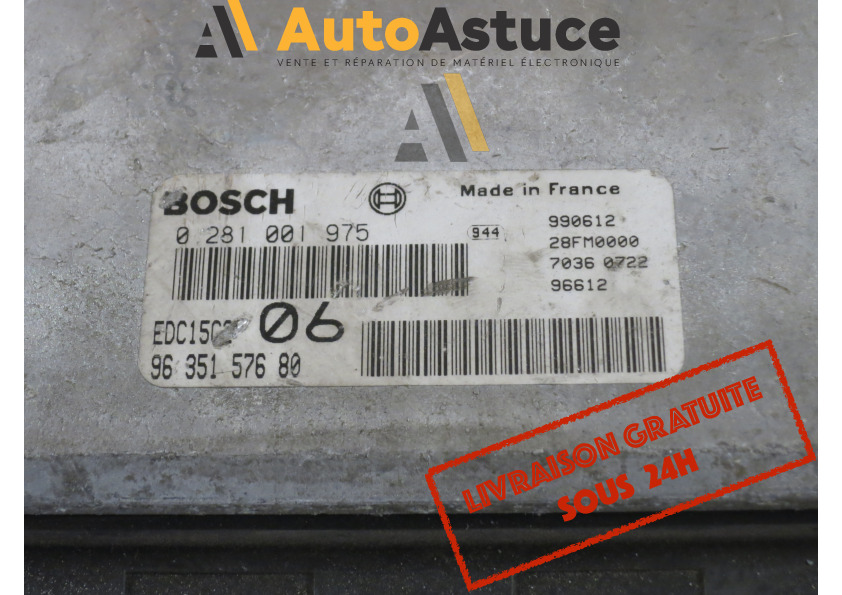 AutoAstuce
VENTE ET RÉPARATION DE MATÉRIEL ÉLECTRONIQUE
BOSCH
Made in France
0 281 001 975
944
990612
28FM0000
7036 0722
96612
06
96 351 576 80
LIVRAISON GRATUITE
SOUS 24H